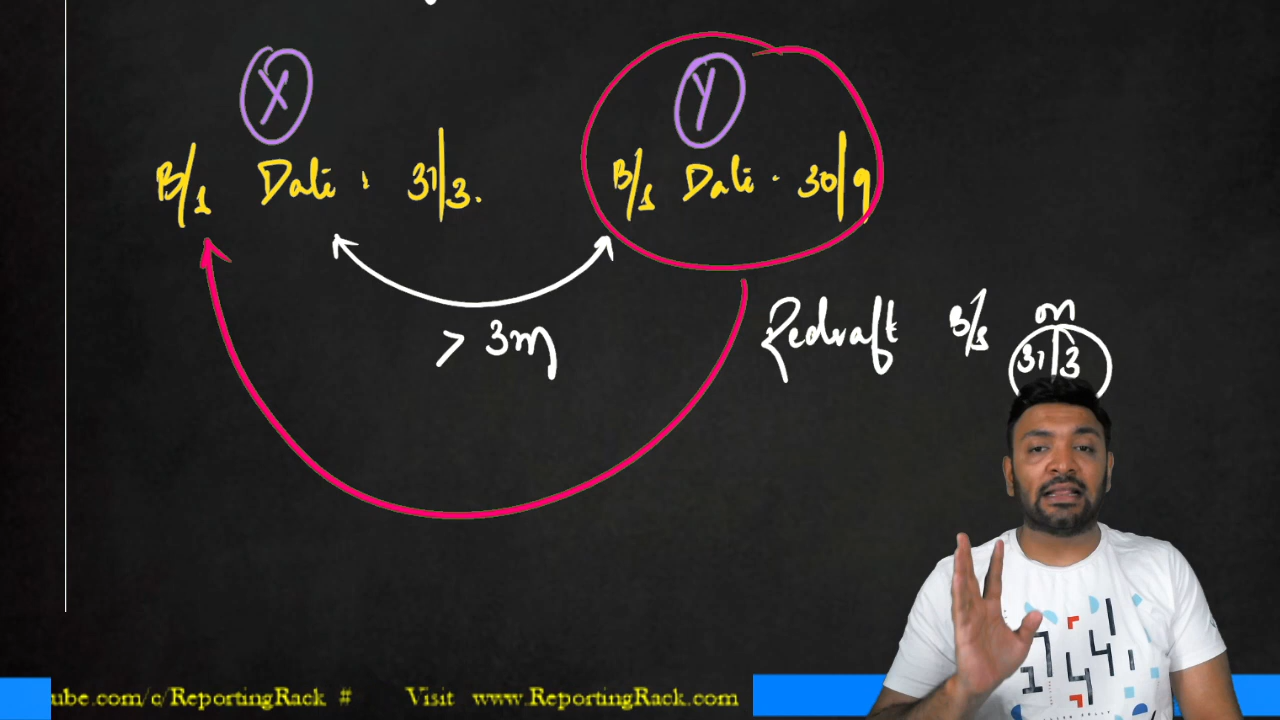 X
Y
B/s Date : 31/3.
B/s Date - 30/9
> 3m
Redraft B/s on
31/3
ube.com/c/ReportingRack # Visit www.ReportingRack.com